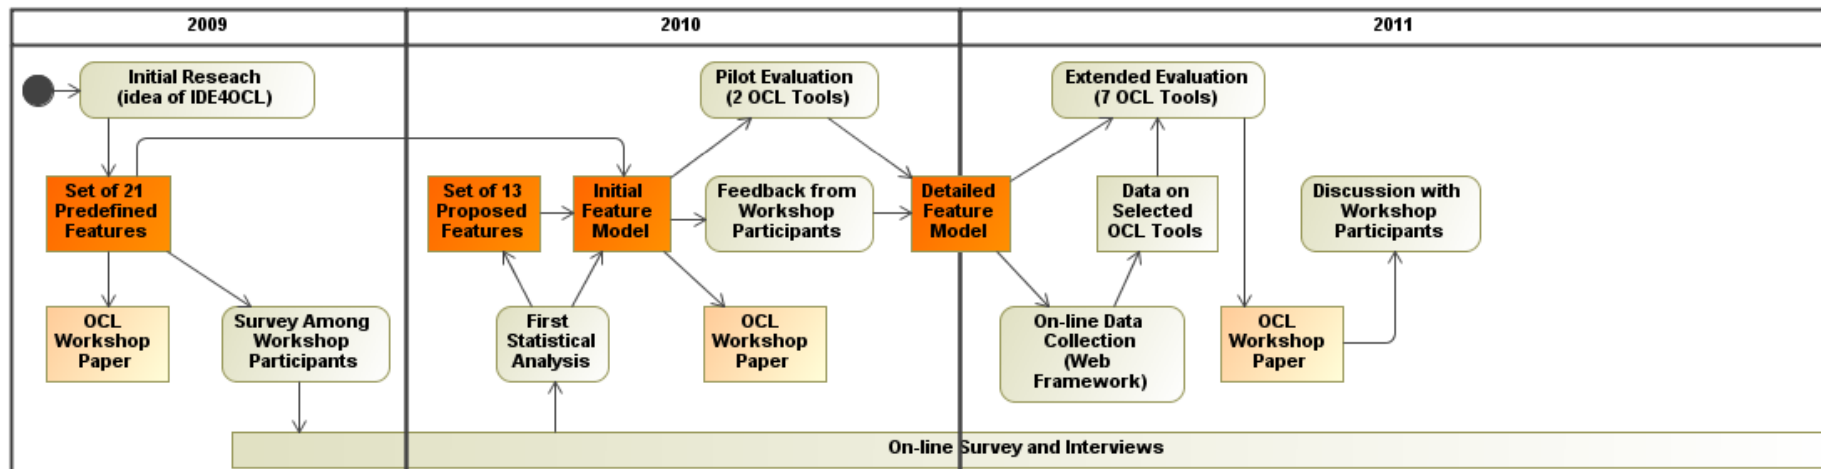 2009
2010
2011
Initial Reseach
(idea of IDE4OCL)
Pilot Evaluation
(2 OCL Tools)
Extended Evaluation
(7 OCL Tools)
Set of 21
Predefined
Features
Set of 13
Proposed
Features
Initial
Feature
Model
Feedback from
Workshop
Participants
Detailed
Feature
Model
Data on
Selected
OCL Tools
Discussion with
Workshop
Participants
OCL
Workshop
Paper
Survey Among
Workshop
Participants
First
Statistical
Analysis
OCL
Workshop
Paper
On-line Data
Collection
(Web
Framework)
OCL
Workshop
Paper
On-line Survey and Interviews